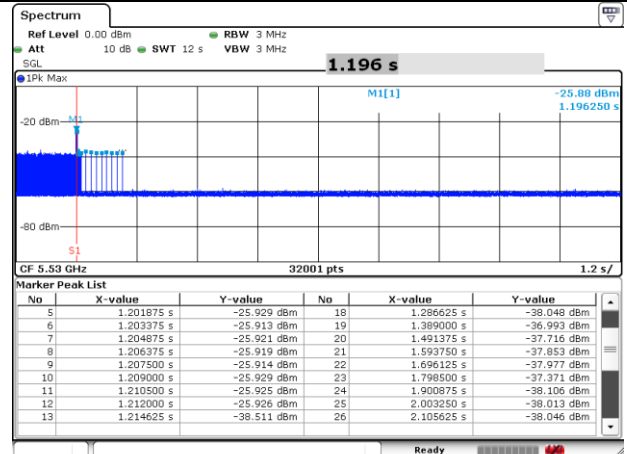 Spectrum
Ref Level 0.00 dBm RBW 3 MHz
Att 10 dB SWT 12 s VBW 3 MHz
SGL 1.196 s
1Pk Max
M1[1] -25.88 dBm
1.196250 s
-20 dBm M1
-80 dBm
S1
CF 5.53 GHz 32001 pts 1.2 s/
Marker Peak List
No X-value Y-value No X-value Y-value
5 1.201875 s -25.929 dBm 18 1.286625 s -38.048 dBm
6 1.203375 s -25.913 dBm 19 1.389000 s -36.993 dBm
7 1.204875 s -25.921 dBm 20 1.491375 s -37.716 dBm
8 1.206375 s -25.919 dBm 21 1.593750 s -37.853 dBm
9 1.207500 s -25.914 dBm 22 1.696125 s -37.977 dBm
10 1.209000 s -25.929 dBm 23 1.798500 s -37.371 dBm
11 1.210500 s -25.925 dBm 24 1.900875 s -38.106 dBm
12 1.212000 s -25.926 dBm 25 2.003250 s -38.013 dBm
13 1.214625 s -38.511 dBm 26 2.105625 s -38.046 dBm
Ready